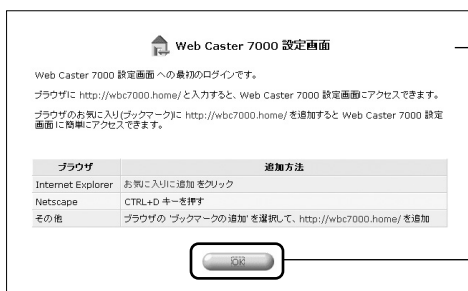 Web Caster 7000 設定画面
Web Caster 7000 設定画面 への最初のログインです。
ブラウザに http://wbc7000.home/ と入力すると、Web Caster 7000 設定画面にアクセスできます。
ブラウザのお気に入り(ブックマーク)に http://wbc7000.home/ を追加すると Web Caster 7000 設定
画面に簡単にアクセスできます。
ブラウザ 追加方法
Internet Explorer お気に入りに追加 をクリック
Netscape CTRL+D キーを押す
その他 ブラウザの 'ブックマークの追加' を選択して、http://wbc7000.home/ を追加
OK